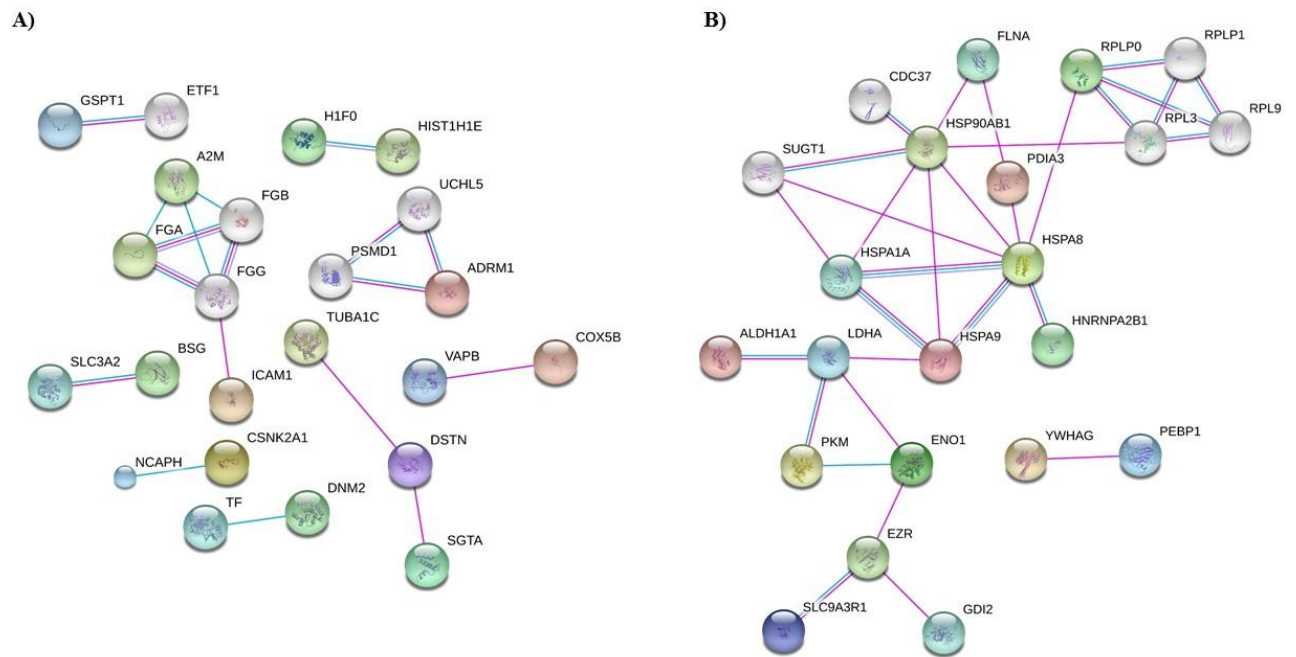 A)
GSPT1
ETF1
H1F0
HIST1H1E
A2M
FGB
FGA
FGG
UCHL5
PSMD1
ADRM1
TUBA1C
COX5B
VAPB
SLC3A2
BSG
ICAM1
CSNK2A1
NCAPH
DSTN
TF
DNM2
SGTA
B)
FLNA
RPLP0
RPLP1
CDC37
HSP90AB1
RPL3
RPL9
SUGT1
PDIA3
HSPA8
HSPA1A
HNRNPA2B1
ALDH1A1
LDHA
HSPA9
PKM
ENO1
YWHAG
PEBP1
EZR
SLC9A3R1
GDI2